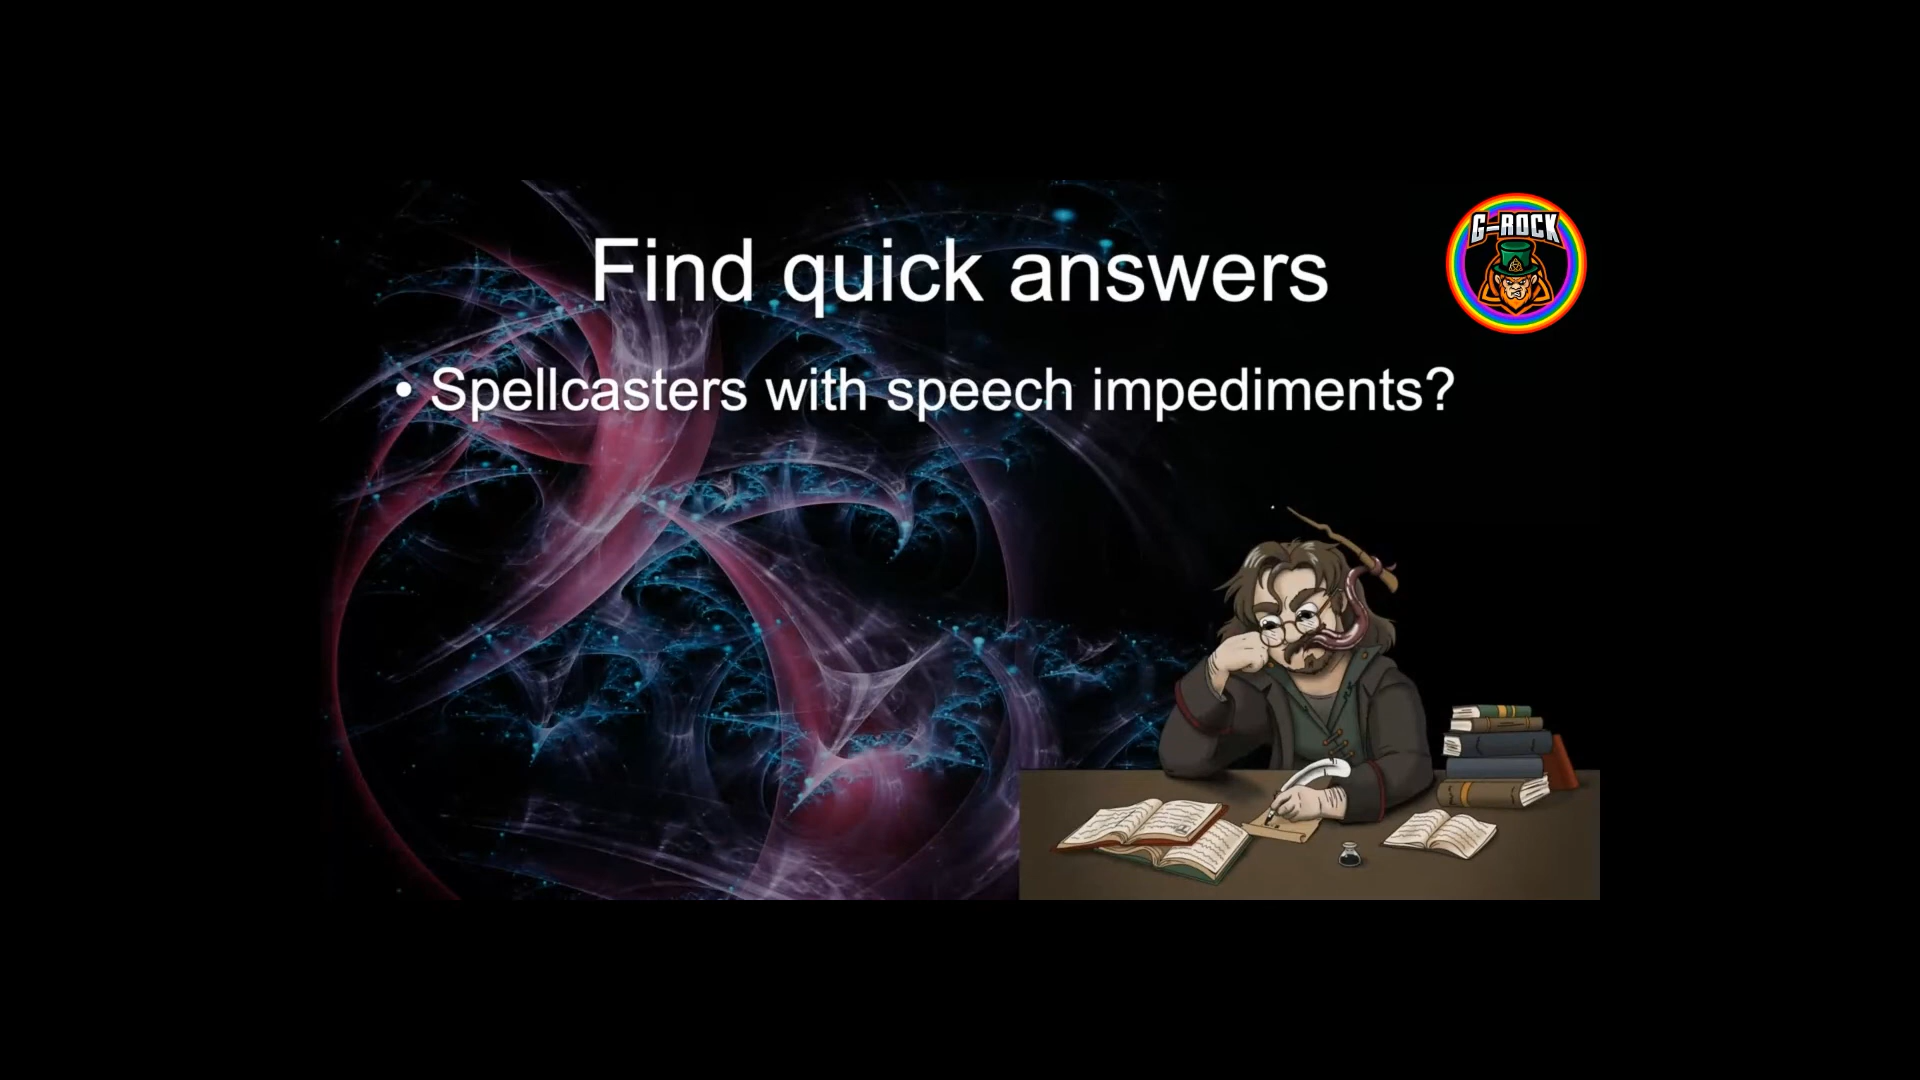 Find quick answers
G-ROCK
• Spellcasters with speech impediments?